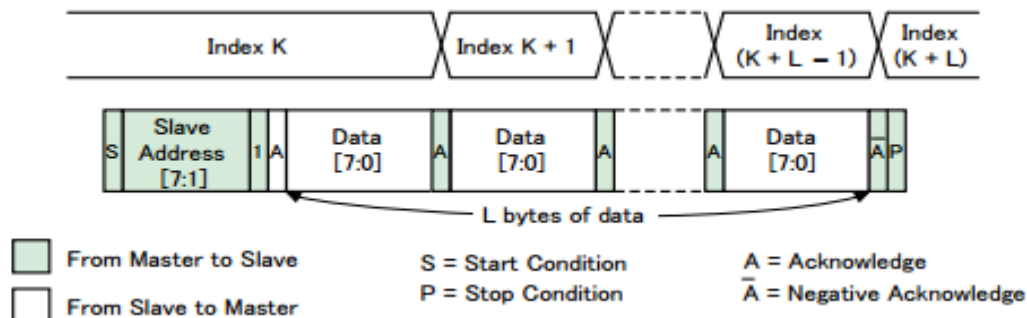 Index K
Index K + 1
Index
(K + L - 1)
Index
(K + L)
S
Slave
Address
[7:1]
1
A
Data
[7:0]
A
Data
[7:0]
A
A
Data
[7:0]
A̅
P
L bytes of data
From Master to Slave
From Slave to Master
S = Start Condition
P = Stop Condition
A = Acknowledge
A̅ = Negative Acknowledge